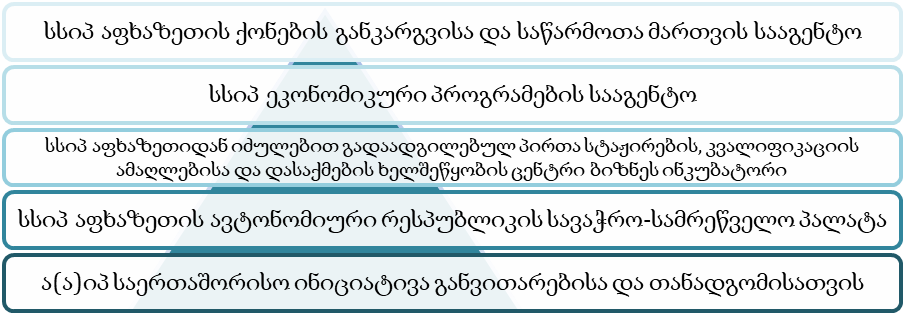 სსიპ აფხაზეთის ქონების განკარგვისა და საწარმოთა მართვის სააგენტო
სსიპ ეკონომიკური პროგრამების სააგენტო
სსიპ აფხაზეთიდან იძულებით გადაადგილებულ პირთა სტაჟირების, კვალიფიკაციის
ამაღლებისა და დასაქმების ხელშეწყობის ცენტრი ბიზნეს ინკუბატორი
სსიპ აფხაზეთის ავტონომიური რესპუბლიკის სავაჭრო-სამრეწველო პალატა
ა(ა)იპ საერთაშორისო ინიციატივა განვითარებისა და თანადგომისათვის